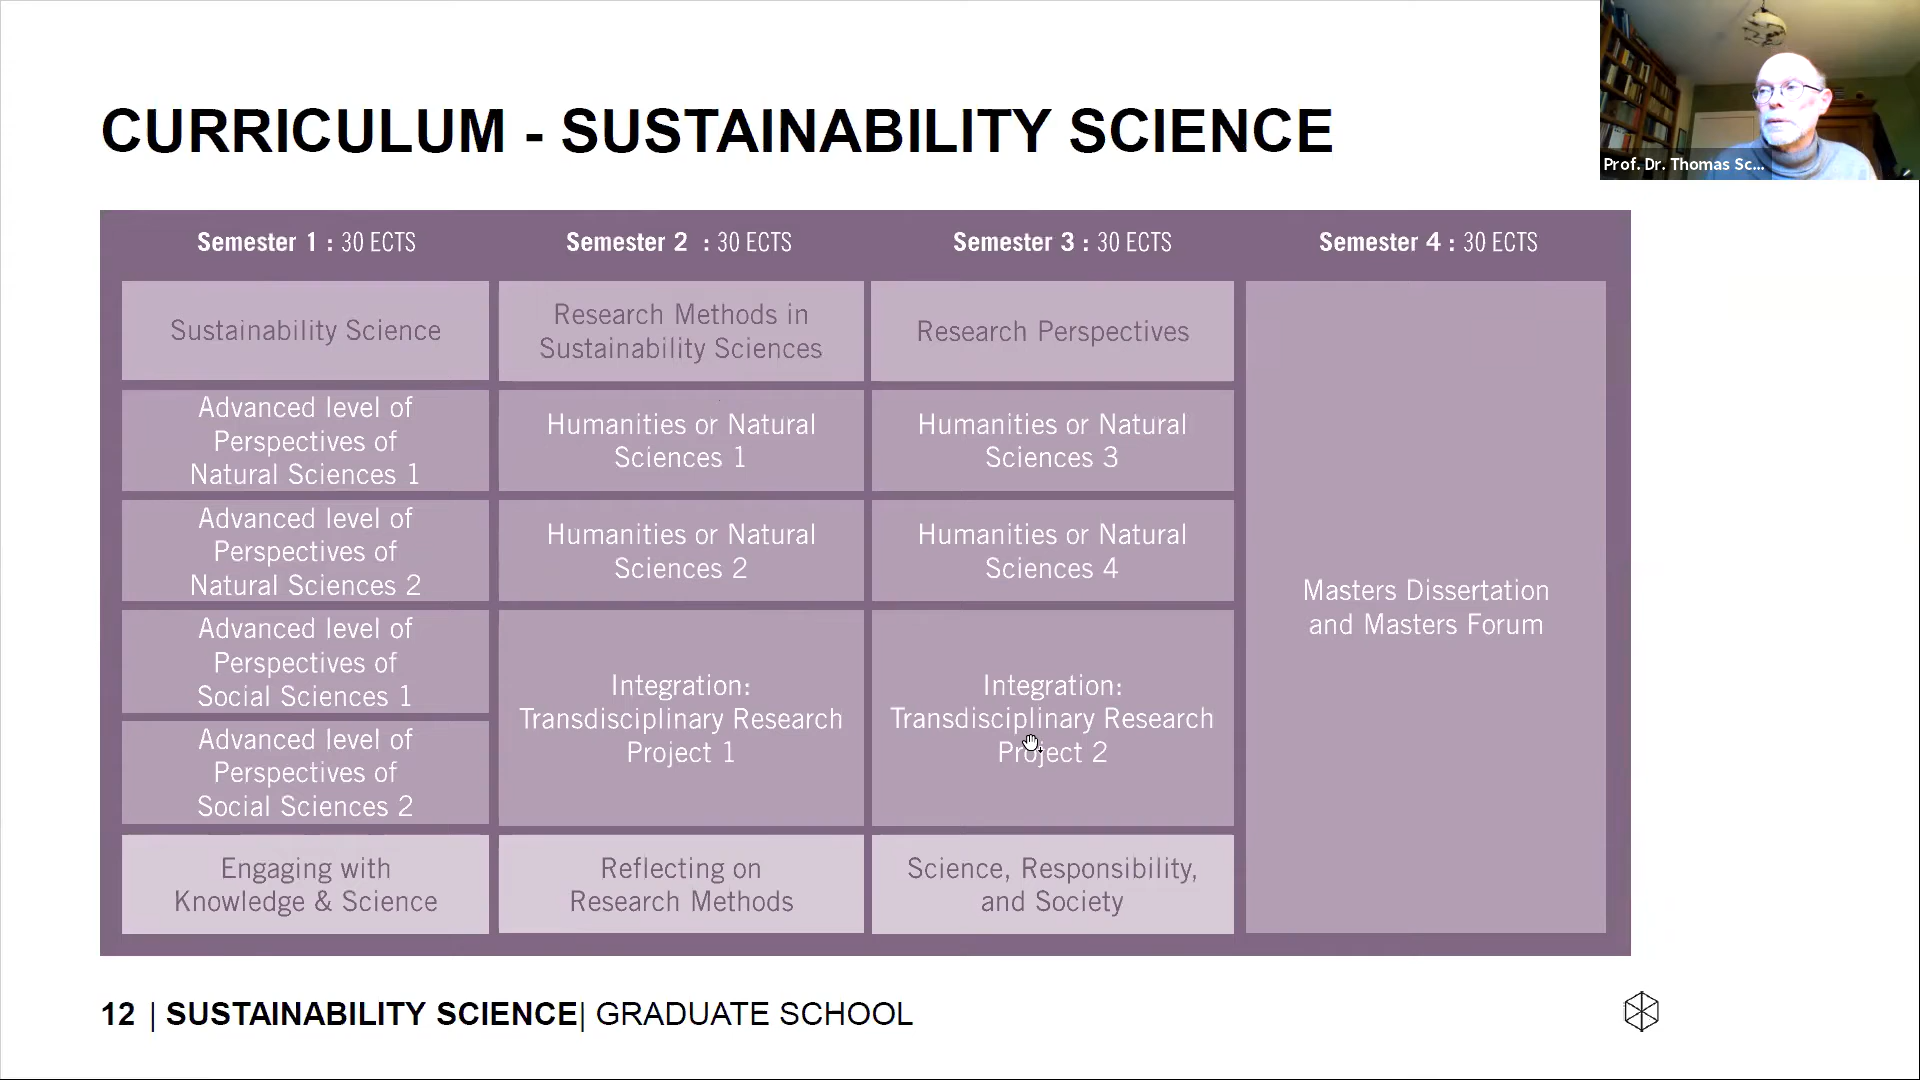 CURRICULUM - SUSTAINABILITY SCIENCE
Prof. Dr. Thomas Sc...
Semester 1 : 30 ECTS
Semester 2 : 30 ECTS
Semester 3 : 30 ECTS
Semester 4 : 30 ECTS
Sustainability Science
Research Methods in
Sustainability Sciences
Research Perspectives
Advanced level of
Perspectives of
Natural Sciences 1
Humanities or Natural
Sciences 1
Humanities or Natural
Sciences 3
Advanced level of
Perspectives of
Natural Sciences 2
Humanities or Natural
Sciences 2
Humanities or Natural
Sciences 4
Masters Dissertation
and Masters Forum
Advanced level of
Perspectives of
Social Sciences 1
Integration:
Transdisciplinary Research
Project 1
Integration:
Transdisciplinary Research
Project 2
Advanced level of
Perspectives of
Social Sciences 2
Engaging with
Knowledge & Science
Reflecting on
Research Methods
Science, Responsibility,
and Society
12 | SUSTAINABILITY SCIENCE| GRADUATE SCHOOL